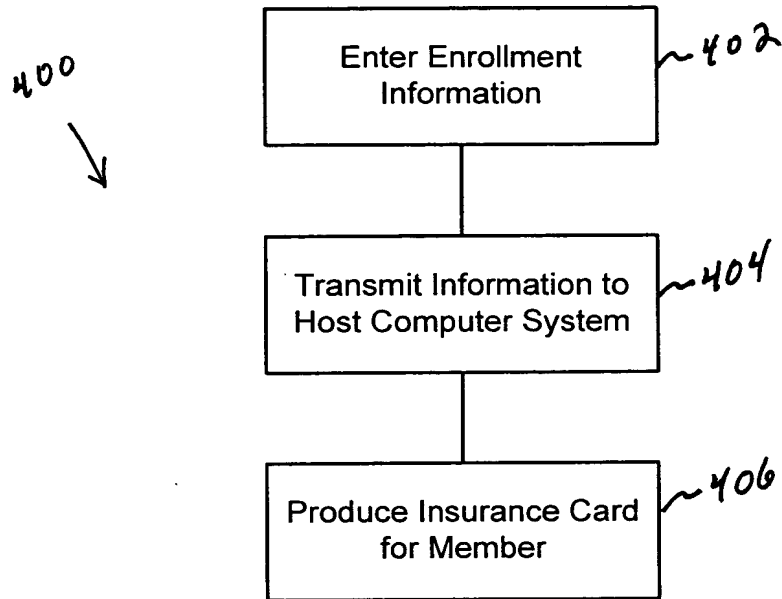 400
Enter Enrollment
Information
402
Transmit Information to
Host Computer System
404
Produce Insurance Card
for Member
406